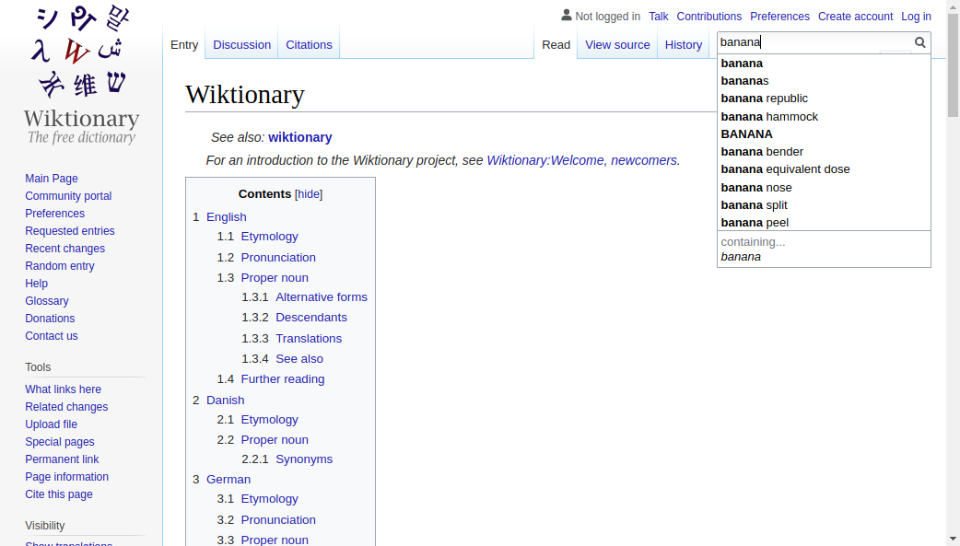 Not logged in Talk Contributions Preferences Create account Log in
Entry Discussion Citations Read View source History banana
Wiktionary
The free dictionary
Main Page
Community portal
Preferences
Requested entries
Recent changes
Random entry
Help
Glossary
Donations
Contact us
Tools
What links here
Related changes
Upload file
Special pages
Permanent link
Page information
Cite this page
Visibility
Show translations
Wiktionary
See also: wiktionary
For an introduction to the Wiktionary project, see Wiktionary:Welcome, newcomers.
Contents [hide]
1 English
1.1 Etymology
1.2 Pronunciation
1.3 Proper noun
1.3.1 Alternative forms
1.3.2 Descendants
1.3.3 Translations
1.3.4 See also
1.4 Further reading
2 Danish
2.1 Etymology
2.2 Proper noun
2.2.1 Synonyms
3 German
3.1 Etymology
3.2 Pronunciation
3.3 Proper noun
banana
bananas
banana republic
banana hammock
BANANA
banana bender
banana equivalent dose
banana nose
banana split
banana peel
containing...
banana